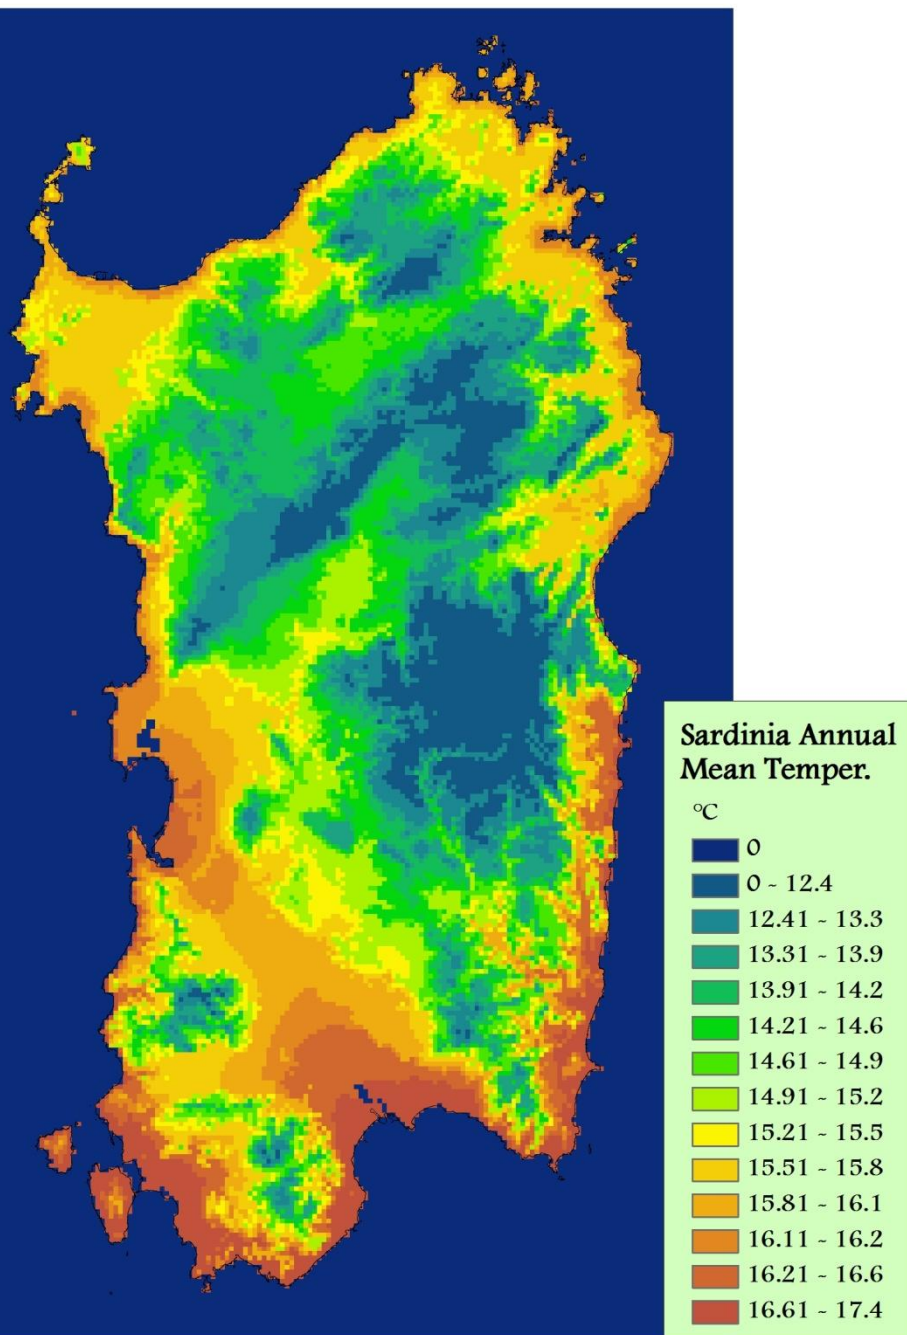 Sardinia Annual
Mean Temper.
°C
0
0 - 12.4
12.41 - 13.3
13.31 - 13.9
13.91 - 14.2
14.21 - 14.6
14.61 - 14.9
14.91 - 15.2
15.21 - 15.5
15.51 - 15.8
15.81 - 16.1
16.11 - 16.2
16.21 - 16.6
16.61 - 17.4